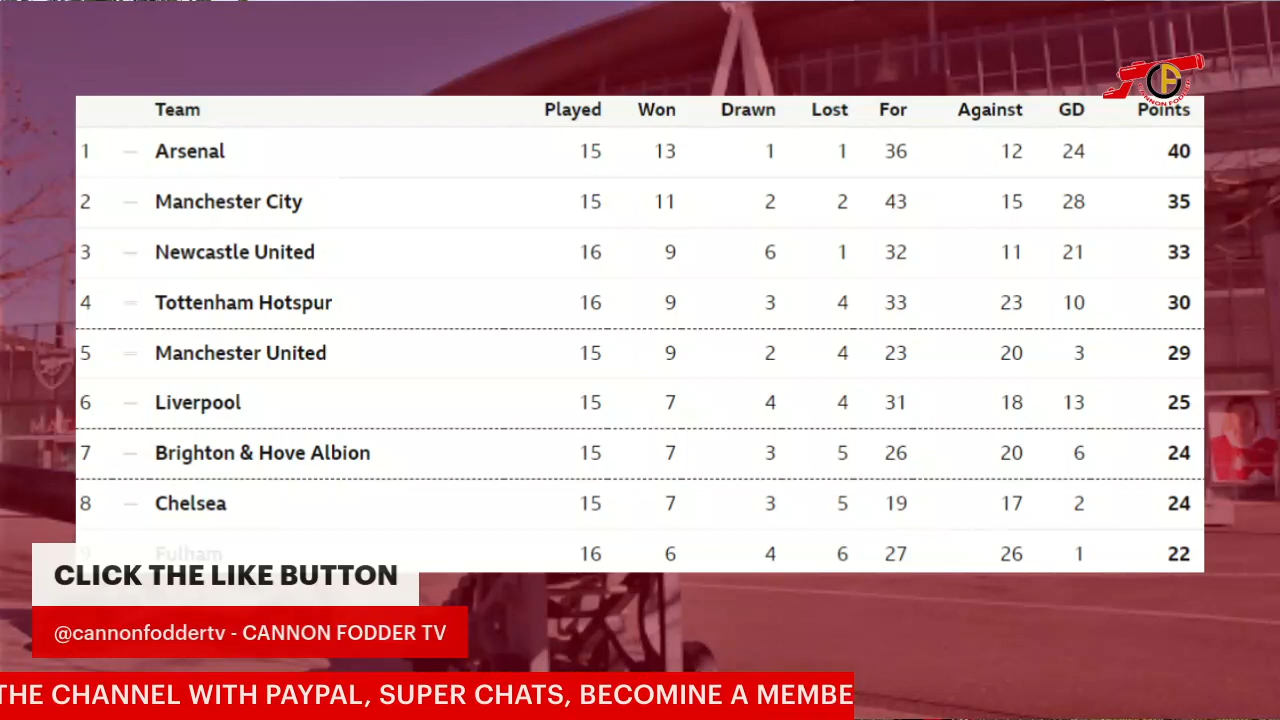 Team Played Won Drawn Lost For Against GD Points
1 Arsenal 15 13 1 1 36 12 24 40
2 Manchester City 15 11 2 2 43 15 28 35
3 Newcastle United 16 9 6 1 32 11 21 33
4 Tottenham Hotspur 16 9 3 4 33 23 10 30
5 Manchester United 15 9 2 4 23 20 3 29
6 Liverpool 15 7 4 4 31 18 13 25
7 Brighton & Hove Albion 15 7 3 5 26 20 6 24
8 Chelsea 15 7 3 5 19 17 2 24
9 Fulham 16 6 4 6 27 26 1 22
CLICK THE LIKE BUTTON
@cannonfoddertv - CANNON FODDER TV
THE CHANNEL WITH PAYPAL, SUPER CHATS, BECOMINE A MEMBE